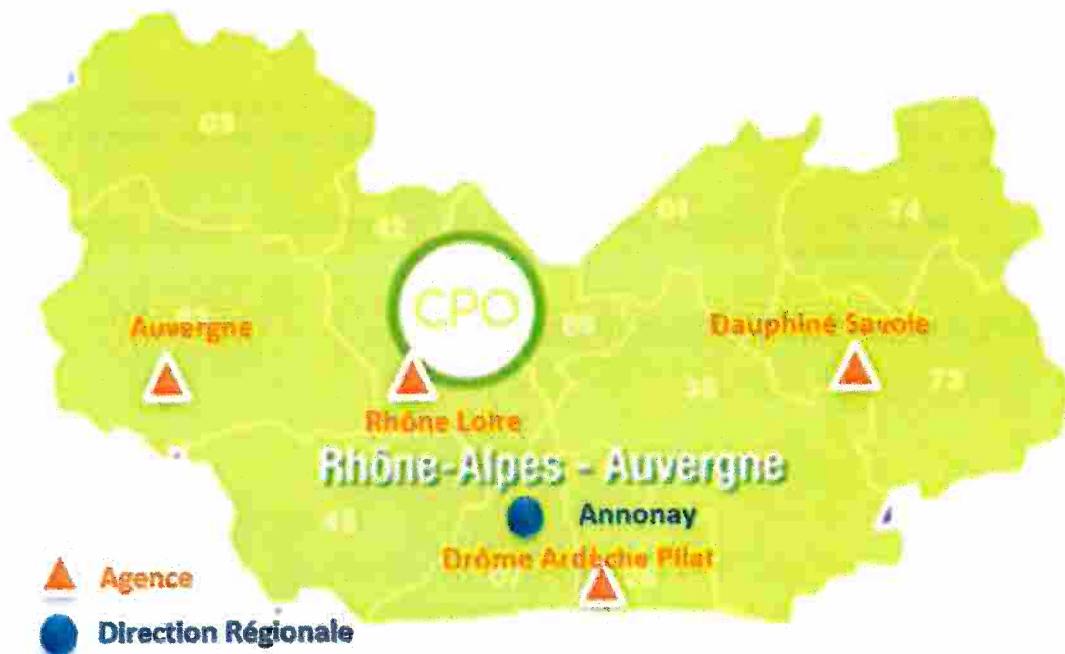 03
42
01
74
CPO
69
Auvergne
Dauphiné Savoie
38
73
Rhône Loire
Rhône-Alpes - Auvergne
43
Annonay
Drôme Ardèche Pilat
07
Agence
Direction Régionale